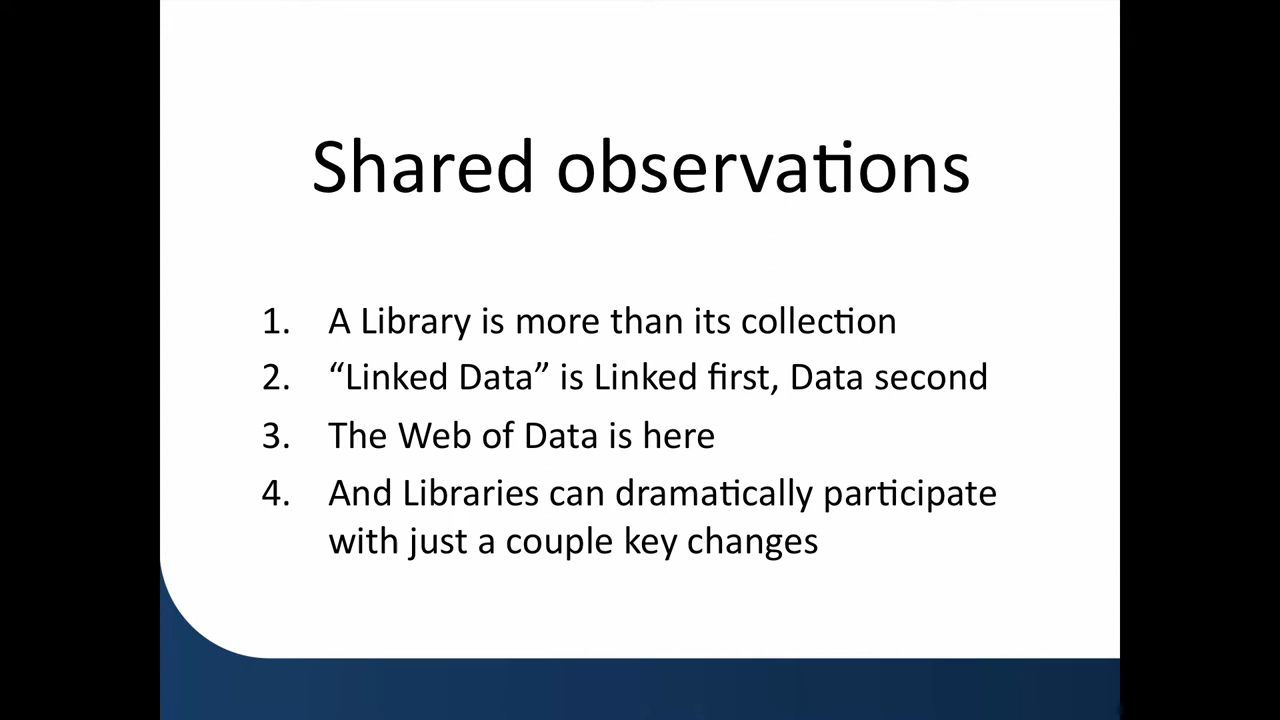 Shared observations
1. A Library is more than its collection
2. “Linked Data” is Linked first, Data second
3. The Web of Data is here
4. And Libraries can dramatically participate
with just a couple key changes